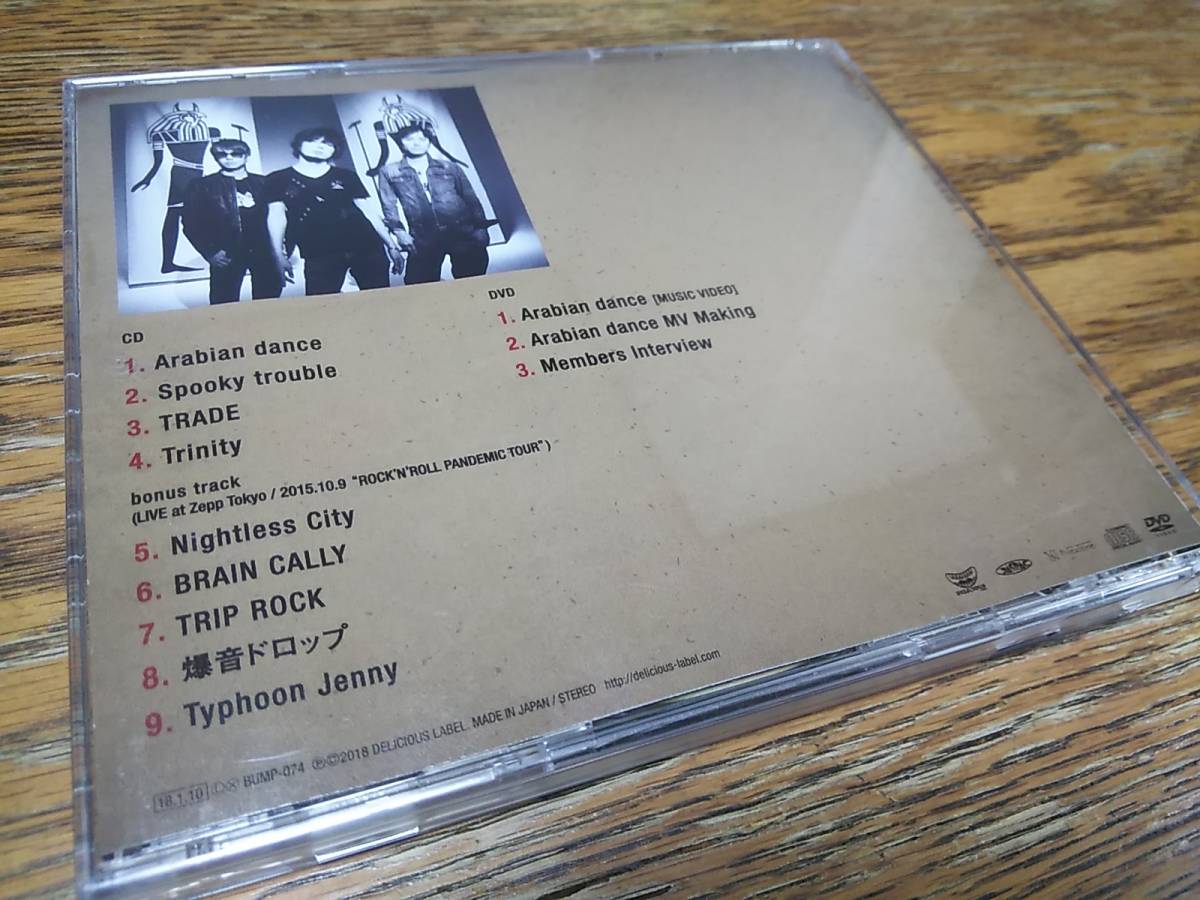 CD
1. Arabian dance
2. Spooky trouble
3. TRADE
4. Trinity
bonus track
(LIVE at Zepp Tokyo / 2015.10.9 "ROCK'N'ROLL PANDEMIC TOUR")
5. Nightless City
6. BRAIN CALLY
7. TRIP ROCK
8. 爆音ドロップ
9. Typhoon Jenny
DVD
1. Arabian dance [MUSIC VIDEO]
2. Arabian dance MV Making
3. Members Interview
18.1.10 BUMP-074 ℗©2018 DELiCiOUS LABEL. MADE IN JAPAN / STEREO http://delicious-label.com
DVD